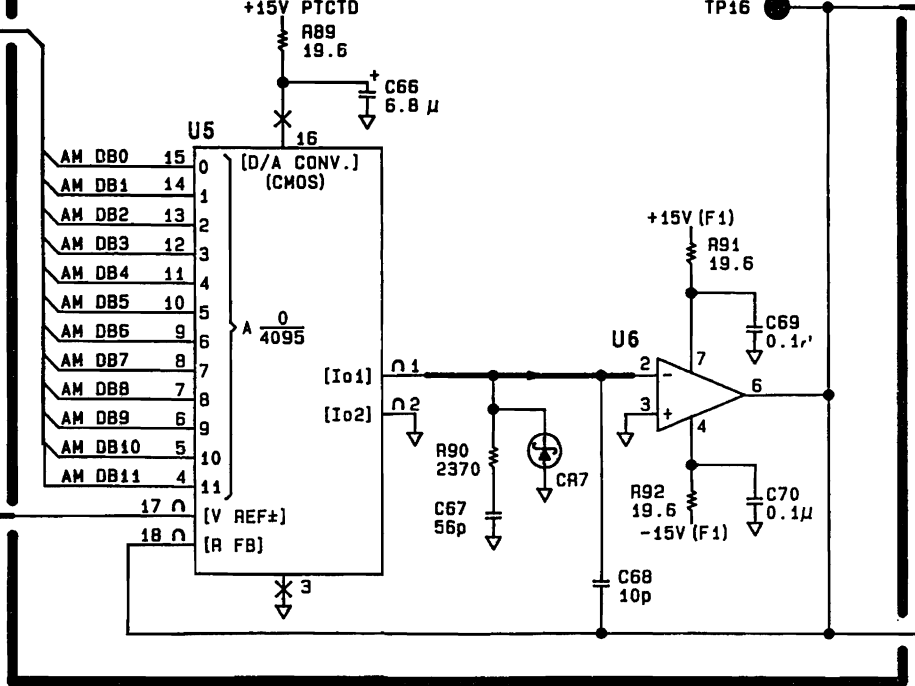 +15V PTCTD
TP16
R89
19.6
+
C66
6.8 µ
U5
16
[D/A CONV.]
(CMOS)
AM DB0 15 0
AM DB1 14 1
AM DB2 13 2
AM DB3 12 3
AM DB4 11 4
AM DB5 10 5
AM DB6 9 6
AM DB7 8 7
AM DB8 7 8
AM DB9 6 9
AM DB10 5 10
AM DB11 4 11
A 0
4095
17 ∩ [V REF±]
18 ∩ [R FB]
[Io1] ∩ 1
[Io2] ∩ 2
3
R90
2370
C67
56p
CR7
C68
10p
+15V (F1)
R91
19.6
C69
U6
7
2 -
3 +
6
4
R92
19.6
-15V (F1)
C70
0.1µ